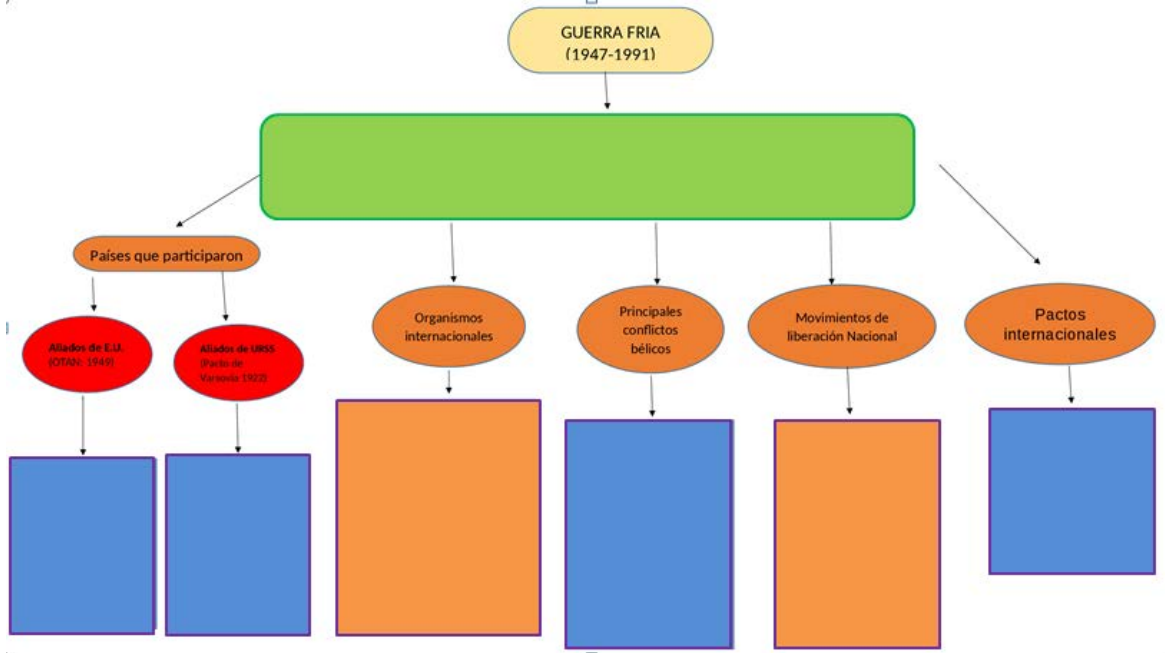 GUERRA FRIA
(1947-1991)
Países que participaron
Aliados de E.U.
(OTAN: 1949)
Aliados de URSS
(Pacto de
Varsovia 1922)
Organismos
internacionales
Principales
conflictos
bélicos
Movimientos de
liberación Nacional
Pactos
internacionales